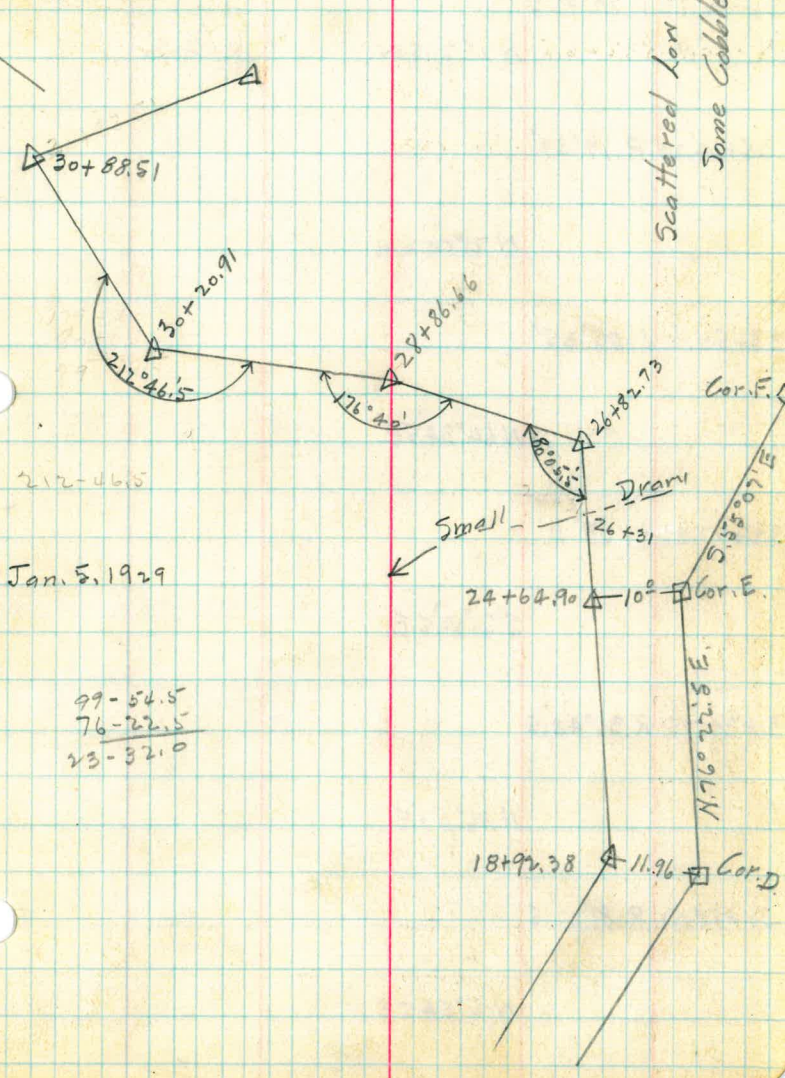 Scattered Low
Some Cobble
30+88.51
30+20.91
28+86.66
212°46.'5
176°40'
26+82.73
Cor. F.
212-46.5
Draw
Small
26+31
S.55°07'E
Jan. 5, 1929
24+64.90
10°
Cor. E.
99-54.5
76-22.5
23-32.0
N.76°22.'5 E.
18+92.38
11.96
Cor. D